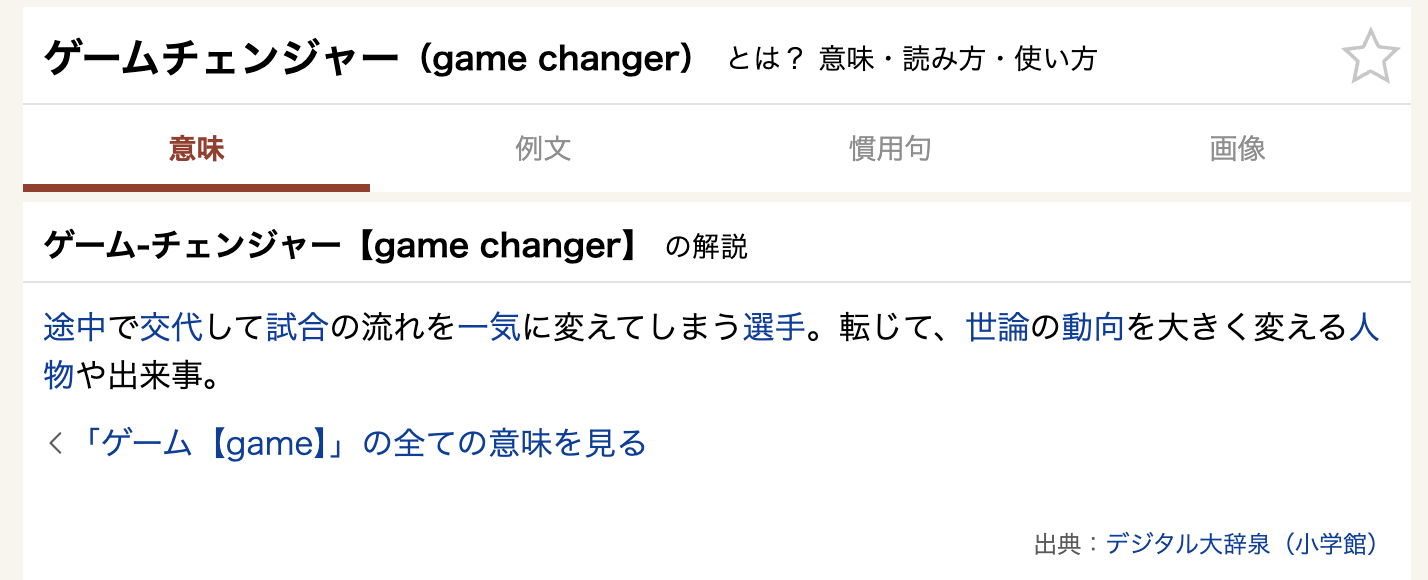 ゲームチェンジャー（game changer） とは？ 意味・読み方・使い方
意味 例文 慣用句 画像
ゲーム-チェンジャー【game changer】 の解説
途中で交代して試合の流れを一気に変えてしまう選手。転じて、世論の動向を大きく変える人
物や出来事。
「ゲーム【game】」の全ての意味を見る
出典：デジタル大辞泉（小学館）